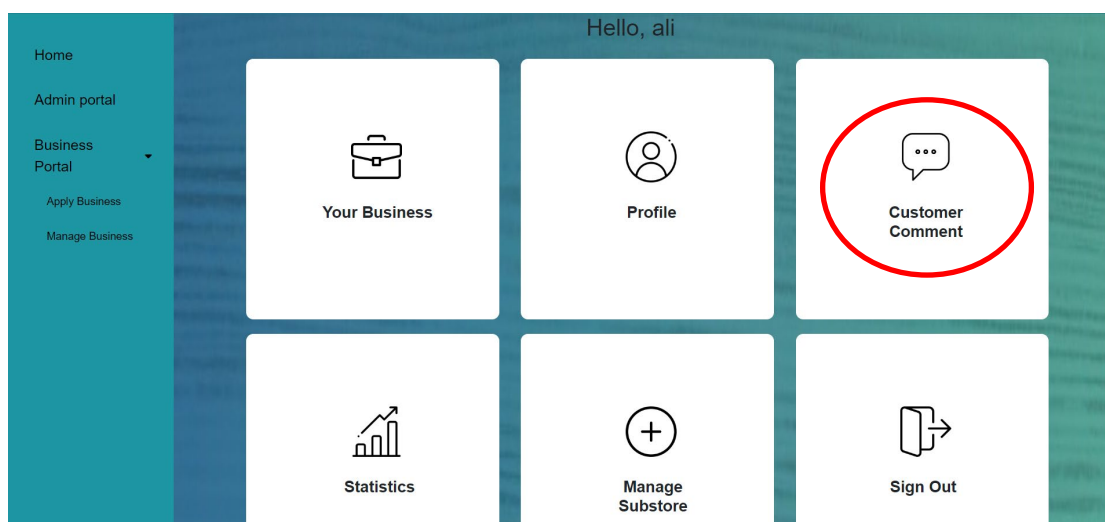 Hello, ali
Home
Admin portal
Business
Portal
Apply Business
Manage Business
Your Business
Profile
Customer
Comment
Statistics
Manage
Substore
Sign Out